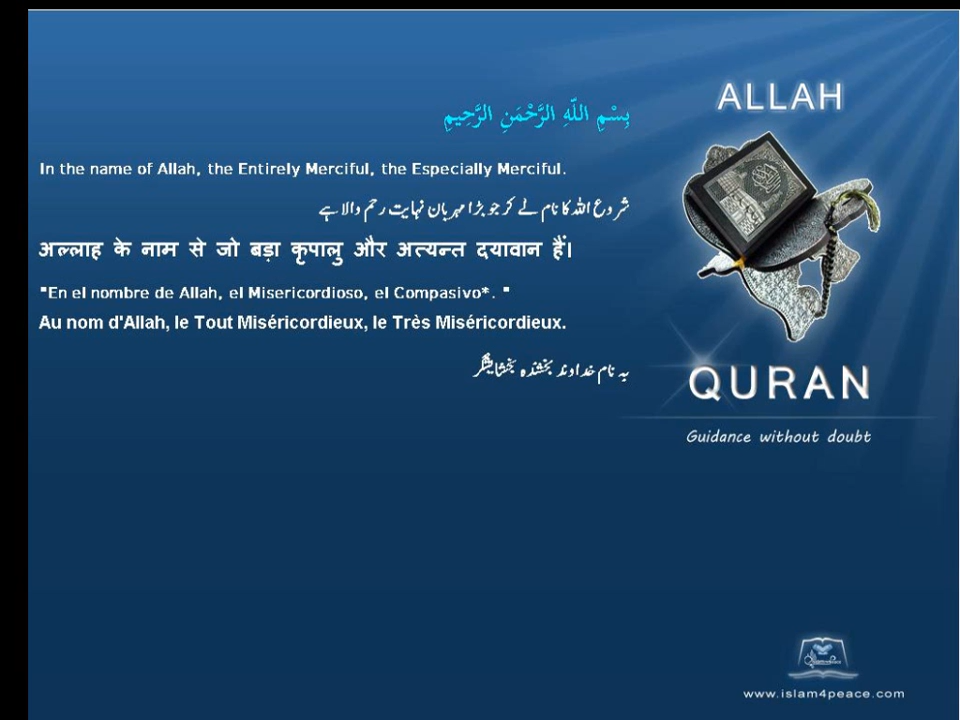 بِسْمِ اللّهِ الرَّحْمَنِ الرَّحِيمِ
In the name of Allah, the Entirely Merciful, the Especially Merciful.
شروع الله کا نام لے کر جو بڑا مہربان نہایت رحم والا ہے
अल्लाह के नाम से जो बड़ा कृपालु और अत्यन्त दयावान हैं।
"En el nombre de Allah, el Misericordioso, el Compasivo*. "
Au nom d'Allah, le Tout Miséricordieux, le Très Miséricordieux.
به نام خداوند بخشنده بخشایشگر
ALLAH
QURAN
Guidance without doubt
www.islam4peace.com